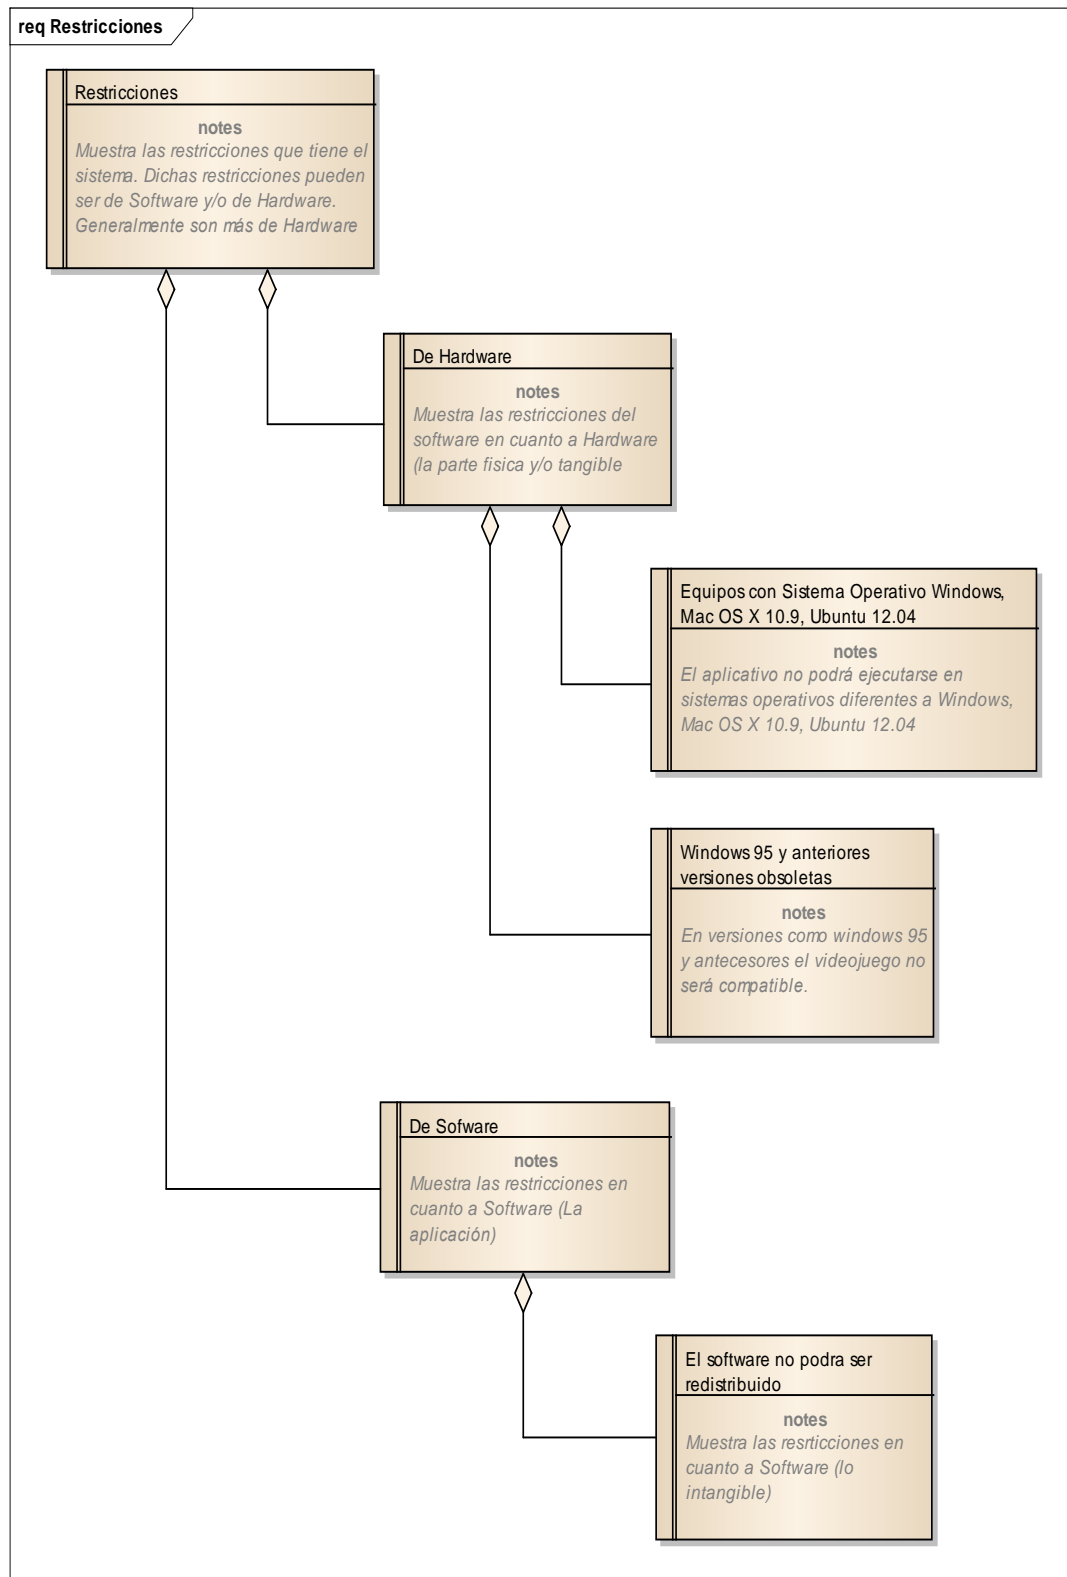 req Restricciones
Restricciones
notes
Muestra las restricciones que tiene el
sistema. Dichas restricciones pueden
ser de Software y/o de Hardware.
Generalmente son más de Hardware
De Hardware
notes
Muestra las restricciones del
software en cuanto a Hardware
(la parte fisica y/o tangible
Equipos con Sistema Operativo Windows,
Mac OS X 10.9, Ubuntu 12.04
notes
El aplicativo no podrá ejecutarse en
sistemas operativos diferentes a Windows,
Mac OS X 10.9, Ubuntu 12.04
Windows 95 y anteriores
versiones obsoletas
notes
En versiones como windows 95
y antecesores el videojuego no
será compatible.
De Sofware
notes
Muestra las restricciones en
cuanto a Software (La
aplicación)
El software no podra ser
redistribuido
notes
Muestra las resrticciones en
cuanto a Software (lo
intangible)